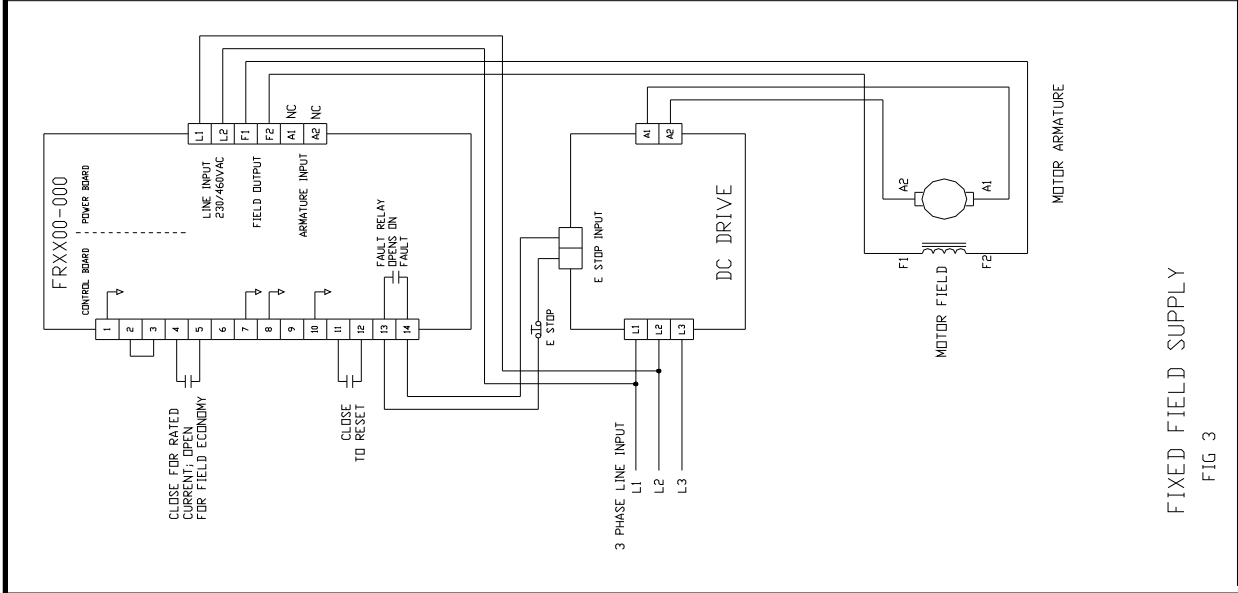 FRXX00-000
CONTROL BOARD
POWER BOARD
L1
L2
F1
F2
A1
A2
NC
NC
LINE INPUT
230/460VAC
FIELD OUTPUT
ARMATURE INPUT
1
2
3
4
5
6
7
8
9
10
11
12
13
14
FAULT RELAY
OPENS ON
FAULT
CLOSE FOR RATED
CURRENT; OPEN
FOR FIELD ECONOMY
CLOSE
TO RESET
E STOP
E STOP INPUT
DC DRIVE
A1
A2
L1
L2
L3
3 PHASE LINE INPUT
L1
L2
L3
A2
A1
MOTOR ARMATURE
F1
F2
MOTOR FIELD
FIXED FIELD SUPPLY
FIG 3